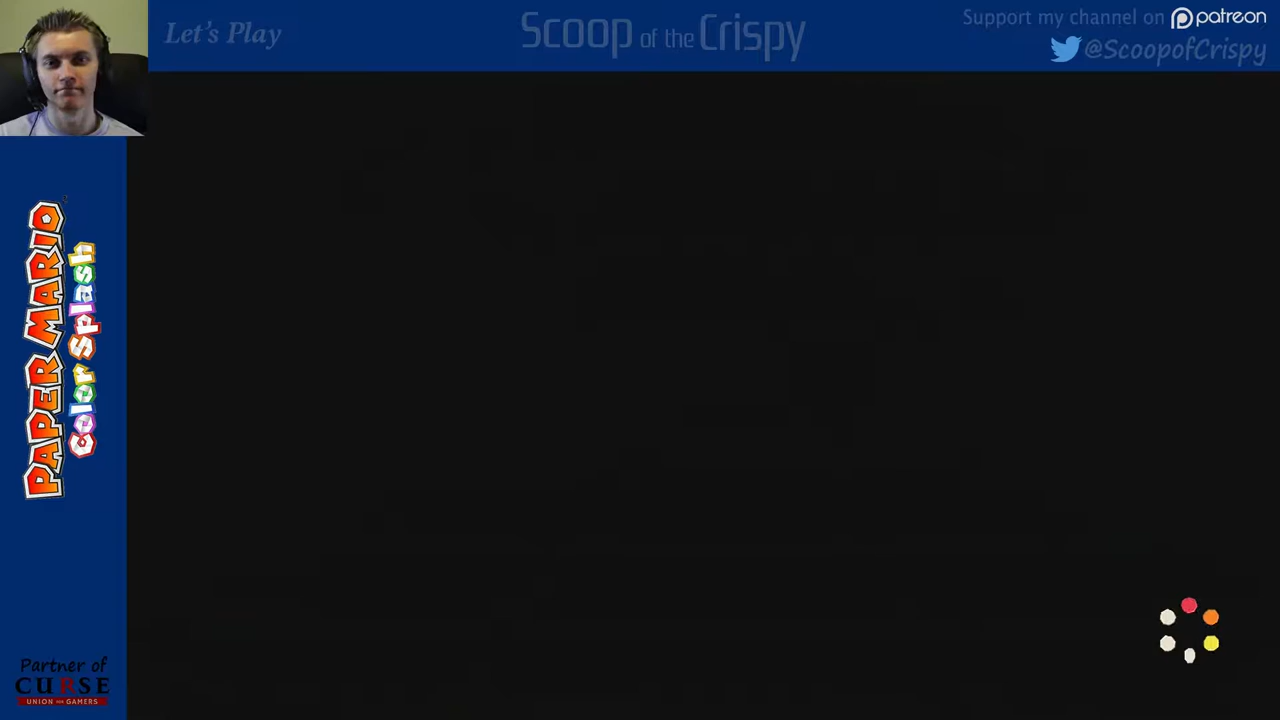 Let's Play
Scoop of the Crispy
Support my channel on patreon
@ScoopofCrispy
PAPER MARIO
Color Splash
Partner of
CURSE
UNION FOR GAMERS